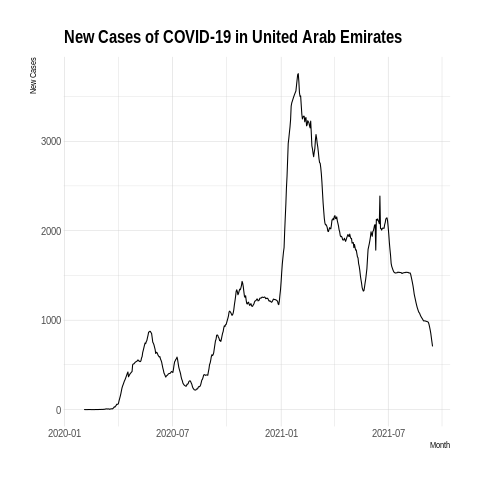 New Cases of COVID-19 in United Arab Emirates
New Cases
3000
2000
1000
0
2020-01 2020-07 2021-01 2021-07
Month